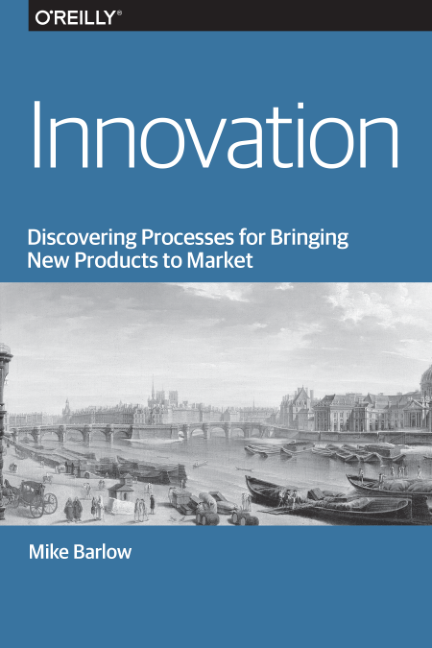 O'REILLY®
Innovation
Discovering Processes for Bringing
New Products to Market
Mike Barlow